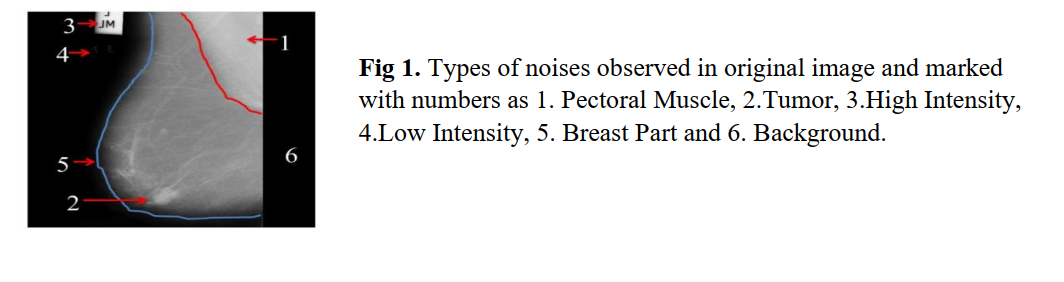 3
JM
4
1
5
6
2
Fig 1. Types of noises observed in original image and marked
with numbers as 1. Pectoral Muscle, 2.Tumor, 3.High Intensity,
4.Low Intensity, 5. Breast Part and 6. Background.